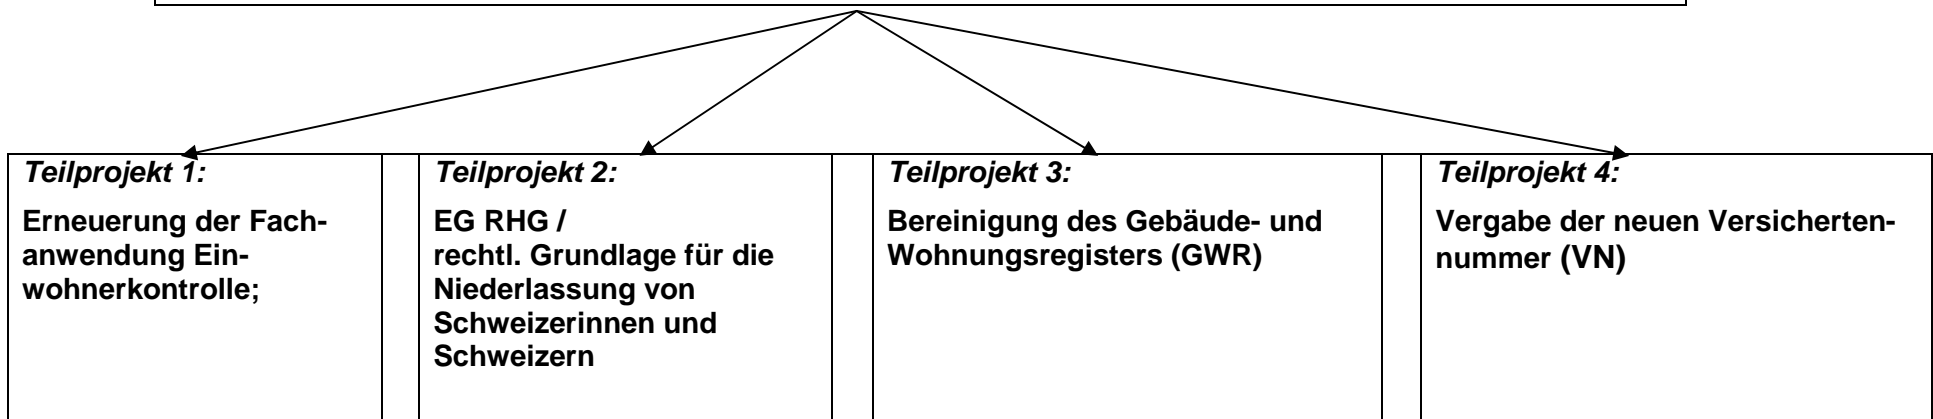 Teilprojekt 1:
Erneuerung der Fach-
anwendung Ein-
wohnerkontrolle;
Teilprojekt 2:
EG RHG /
rechtl. Grundlage für die
Niederlassung von
Schweizerinnen und
Schweizern
Teilprojekt 3:
Bereinigung des Gebäude- und
Wohnungsregisters (GWR)
Teilprojekt 4:
Vergabe der neuen Versicherten-
nummer (VN)